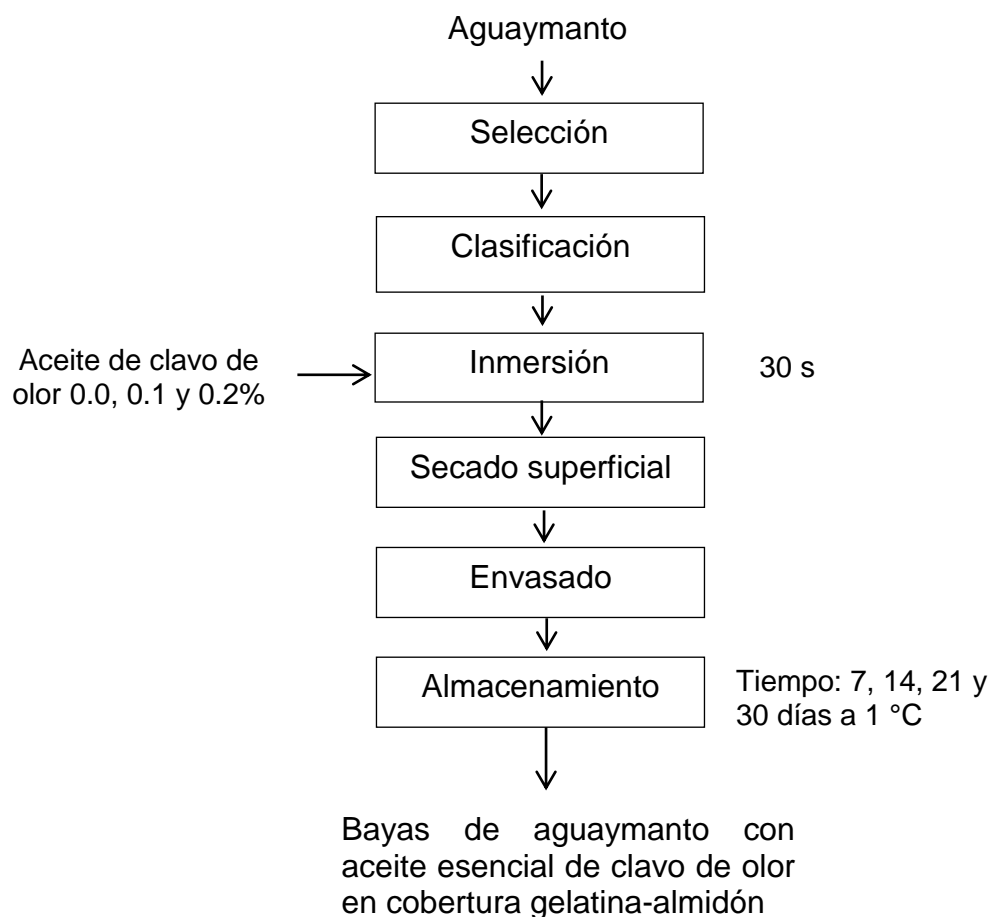 Aguaymanto
Selección
Clasificación
Aceite de clavo de
olor 0.0, 0.1 y 0.2%
Inmersión
30 s
Secado superficial
Envasado
Almacenamiento
Tiempo: 7, 14, 21 y
30 días a 1 °C
Bayas de aguaymanto con
aceite esencial de clavo de olor
en cobertura gelatina-almidón